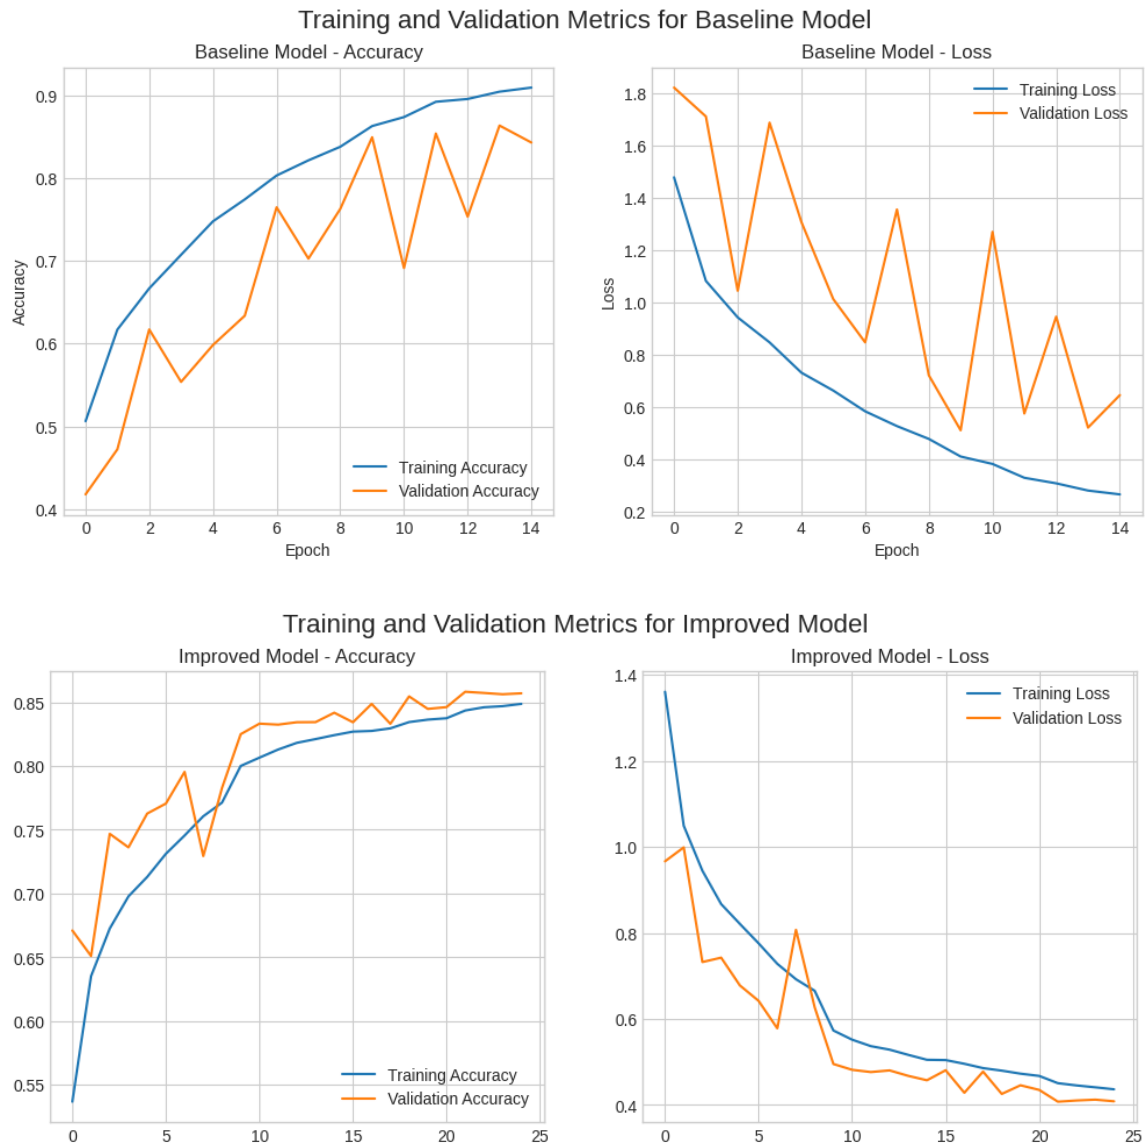 Training and Validation Metrics for Baseline Model
Baseline Model - Accuracy
0.9
0.8
0.7
0.6
0.5
0.4
Accuracy
Training Accuracy
Validation Accuracy
0 2 4 6 8 10 12 14
Epoch
Baseline Model - Loss
1.8
1.6
1.4
1.2
1.0
0.8
0.6
0.4
0.2
Loss
Training Loss
Validation Loss
0 2 4 6 8 10 12 14
Epoch
Training and Validation Metrics for Improved Model
Improved Model - Accuracy
0.85
0.80
0.75
0.70
0.65
0.60
0.55
Training Accuracy
Validation Accuracy
0 5 10 15 20 25
Improved Model - Loss
1.4
1.2
1.0
0.8
0.6
0.4
Training Loss
Validation Loss
0 5 10 15 20 25